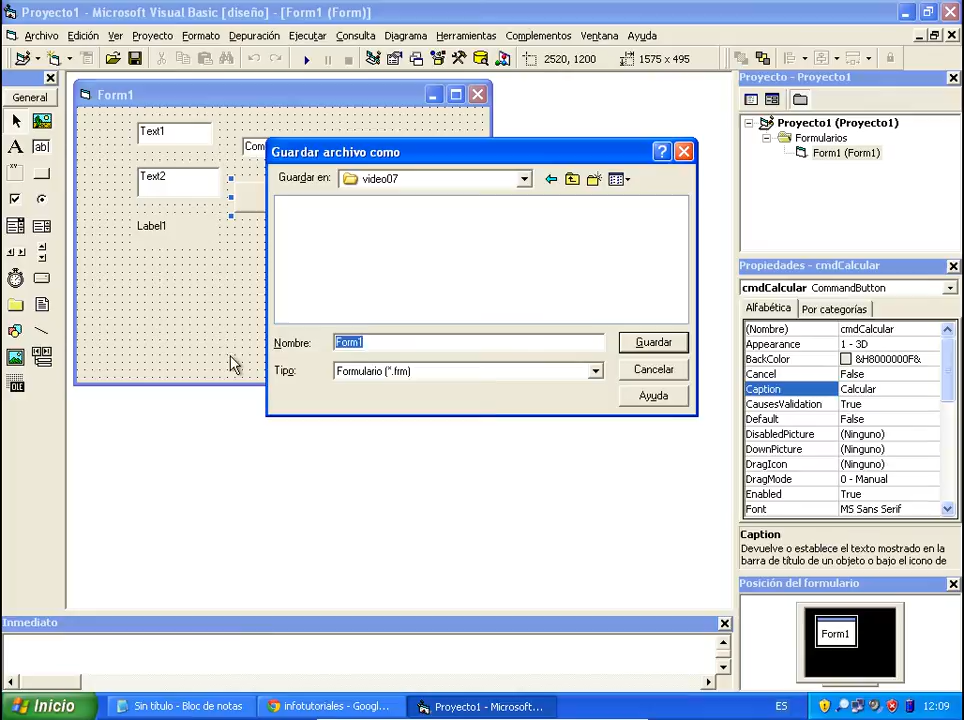 Proyecto1 - Microsoft Visual Basic [diseño] - [Form1 (Form)]
Archivo Edición Ver Proyecto Formato Depuración Ejecutar Consulta Diagrama Herramientas Complementos Ventana Ayuda
2520, 1200 1575 x 495
General
A ab|
xy
Form1
Text1
Com
Text2
Label1
Guardar archivo como
Guardar en: video07
Nombre: Form1
Guardar
Tipo: Formulario (*.frm)
Cancelar
Ayuda
Proyecto - Proyecto1
Proyecto1 (Proyecto1)
Formularios
Form1 (Form1)
Propiedades - cmdCalcular
cmdCalcular CommandButton
Alfabética Por categorías
(Nombre) cmdCalcular
Appearance 1 - 3D
BackColor &H8000000F&
Cancel False
Caption Calcular
CausesValidation True
Default False
DisabledPicture (Ninguno)
DownPicture (Ninguno)
DragIcon (Ninguno)
DragMode 0 - Manual
Enabled True
Font MS Sans Serif
Caption
Devuelve o establece el texto mostrado en la
barra de título de un objeto o bajo el icono de
Posición del formulario
Form1
Inmediato
OLE
Inicio
Sin título - Bloc de notas
infotutoriales - Googl...
Proyecto1 - Microsoft...
ES
12:09